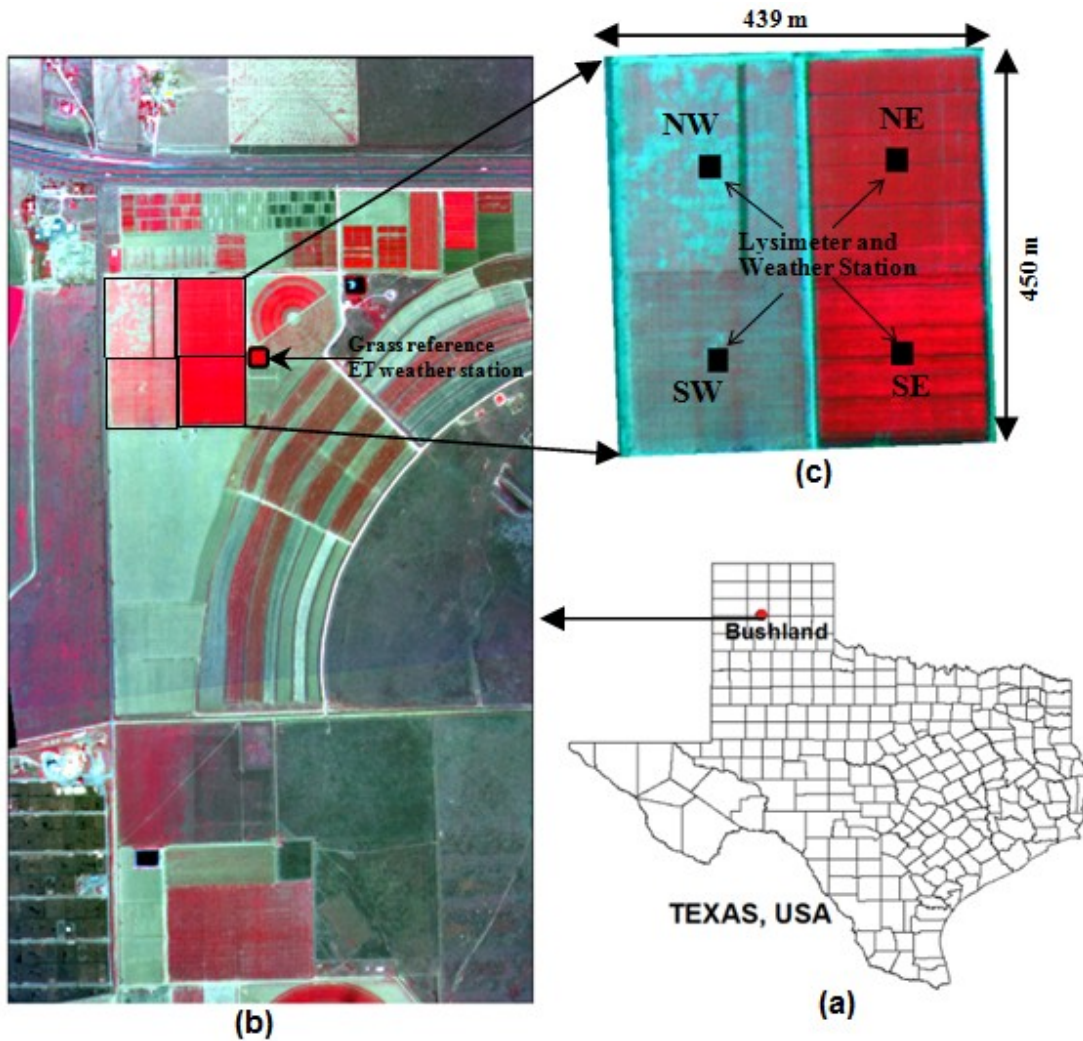 439 m
NW
NE
Lysimeter and
Weather Station
450 m
SW
SE
(c)
Grass reference
ET weather station
Bushland
TEXAS, USA
(a)
(b)